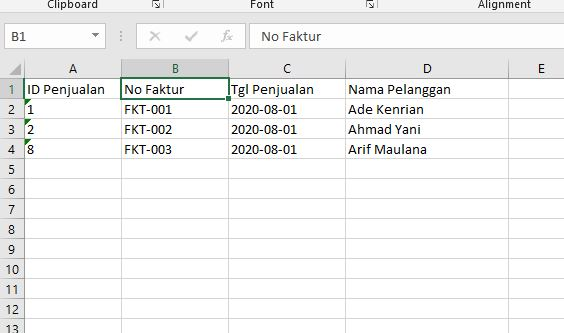 Clipboard Font Alignment
B1 fx No Faktur
A B C D E
1 ID Penjualan No Faktur Tgl Penjualan Nama Pelanggan
2 1 FKT-001 2020-08-01 Ade Kenrian
3 2 FKT-002 2020-08-01 Ahmad Yani
4 8 FKT-003 2020-08-01 Arif Maulana
5
6
7
8
9
10
11
12
13